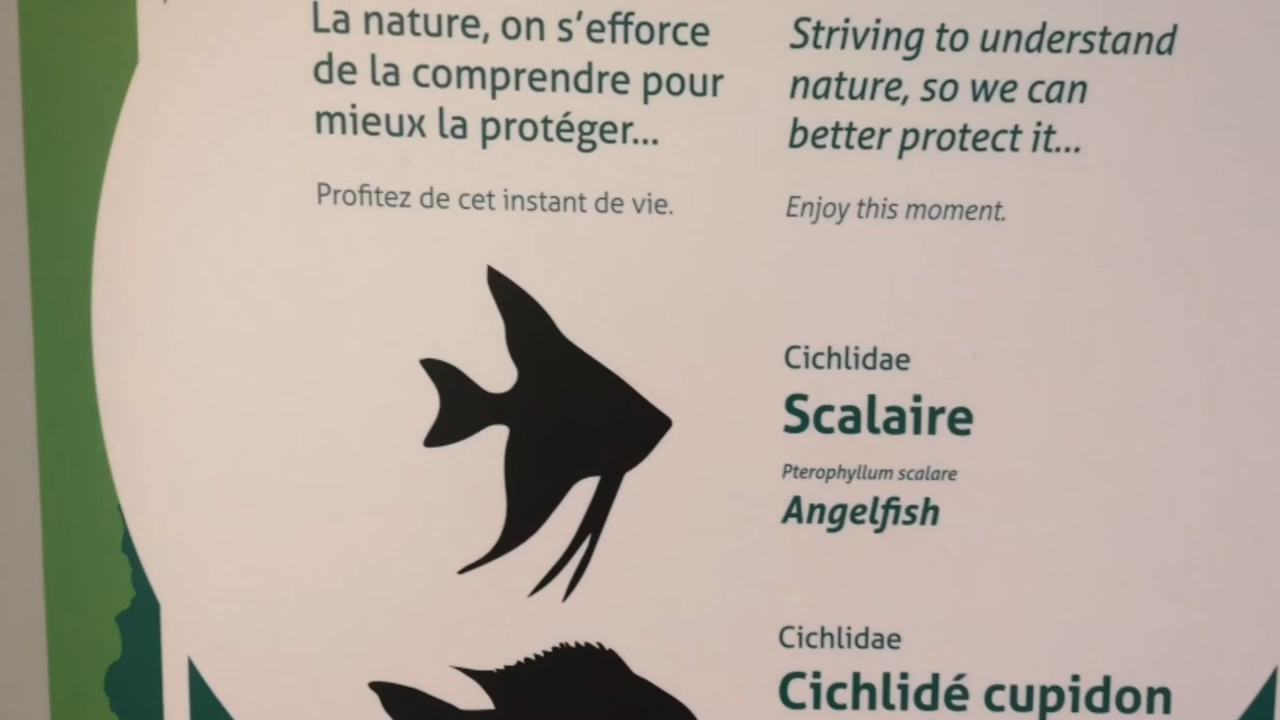 La nature, on s'efforce
de la comprendre pour
mieux la protéger...
Profitez de cet instant de vie.
Striving to understand
nature, so we can
better protect it...
Enjoy this moment.
Cichlidae
Scalaire
Pterophyllum scalare
Angelfish
Cichlidae
Cichlidé cupidon